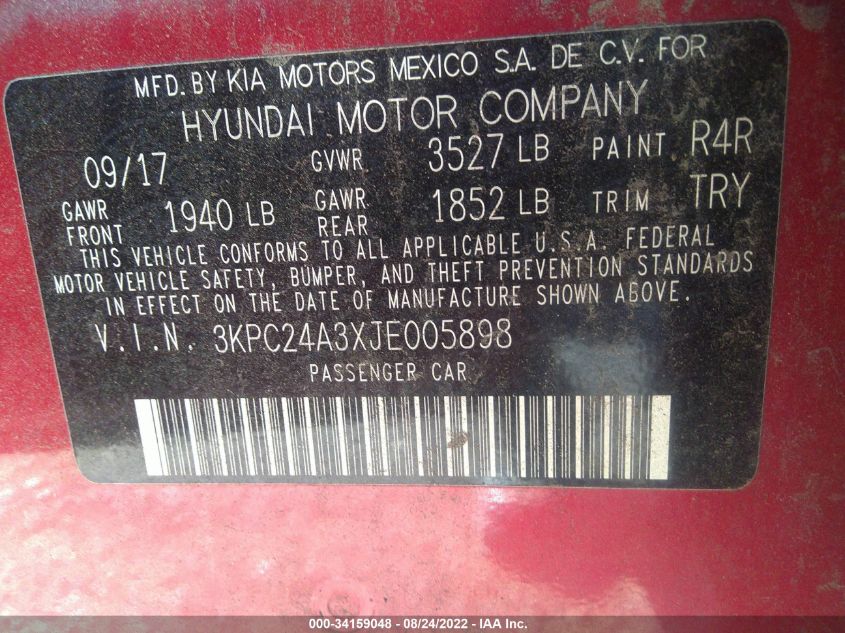 MFD. BY KIA MOTORS MEXICO S.A. DE C.V. FOR
HYUNDAI MOTOR COMPANY
09/17 GVWR 3527 LB PAINT R4R
GAWR FRONT 1940 LB GAWR REAR 1852 LB TRIM TRY
THIS VEHICLE CONFORMS TO ALL APPLICABLE U.S.A. FEDERAL
MOTOR VEHICLE SAFETY, BUMPER, AND THEFT PREVENTION STANDARDS
IN EFFECT ON THE DATE OF MANUFACTURE SHOWN ABOVE.
V.I.N. 3KPC24A3XJE005898
PASSENGER CAR
000-34159048 - 08/24/2022 - IAA Inc.